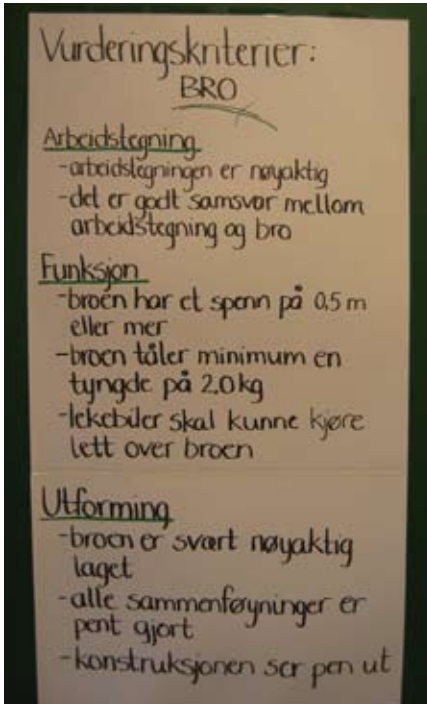 Vurderingskriterier:
BRO
Arbeidstegning
-arbeidstegningen er nøyaktig
-det er godt samsvar mellom
arbeidstegning og bro
Funksjon
-broen har et spenn på 0,5 m
eller mer
-broen tåler minimum en
tyngde på 2,0 kg
-lekebiler skal kunne kjøre
lett over broen
Utforming
-broen er svært nøyaktig
laget
-alle sammenføyninger er
pent gjort
-konstruksjonen ser pen ut